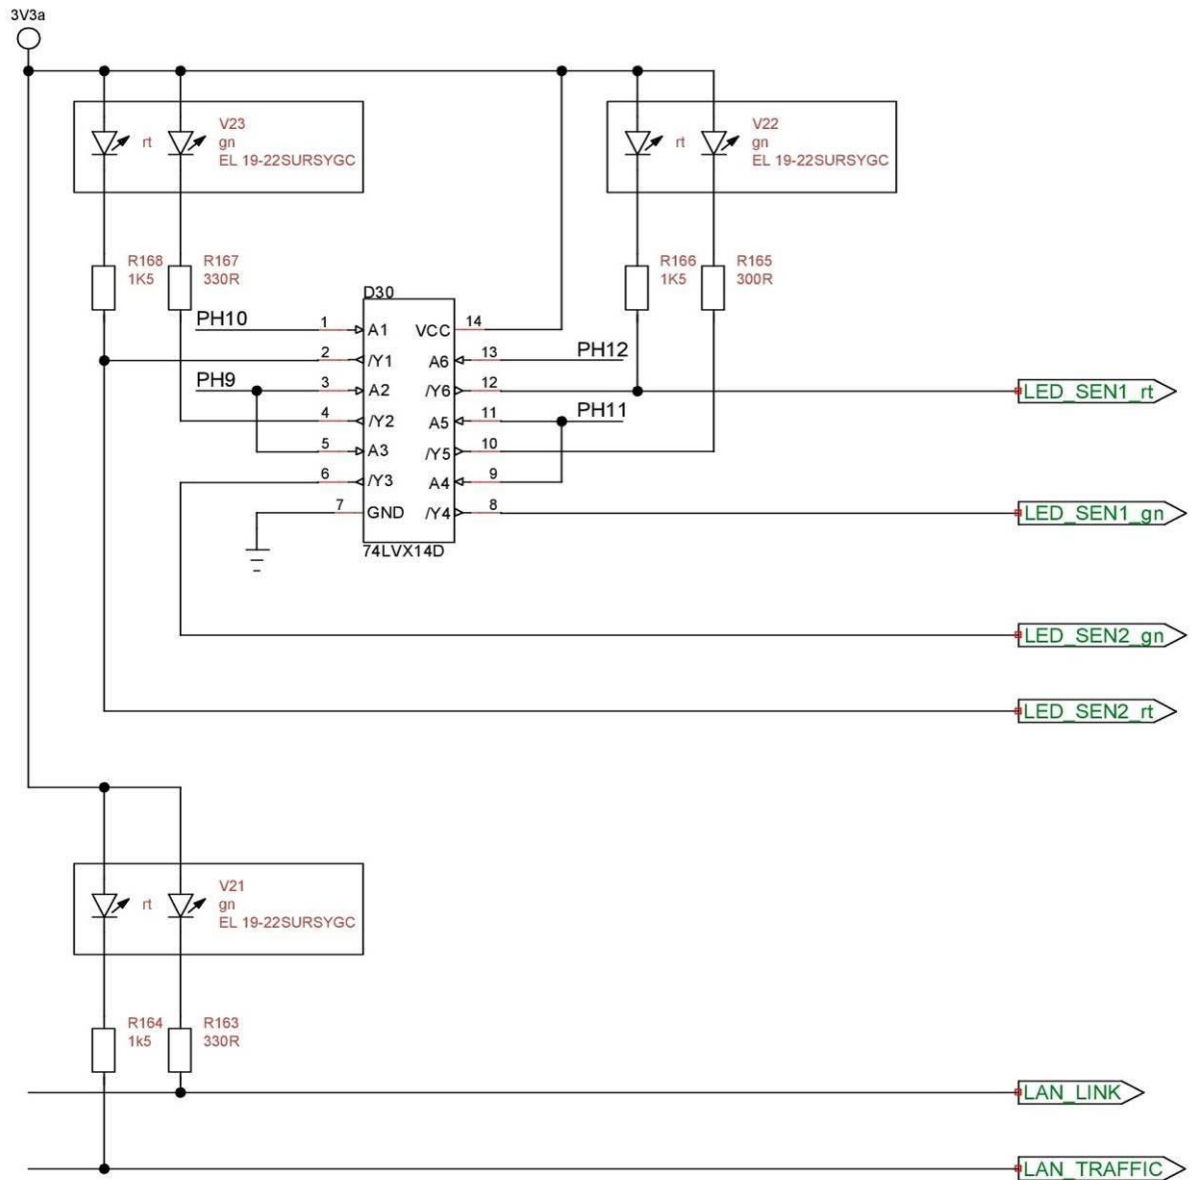 3V3a
V23
rt
gn
EL 19-22SURSYGC
V22
rt
gn
EL 19-22SURSYGC
R168
1K5
R167
330R
R166
1K5
R165
300R
D30
PH10
1
A1
VCC
14
2
/Y1
A6
13
PH12
PH9
3
A2
/Y6
12
LED_SEN1_rt
4
/Y2
A5
11
PH11
5
A3
/Y5
10
6
/Y3
A4
9
7
GND
/Y4
8
LED_SEN1_gn
74LVX14D
LED_SEN2_gn
LED_SEN2_rt
V21
rt
gn
EL 19-22SURSYGC
R164
1k5
R163
330R
LAN_LINK
LAN_TRAFFIC